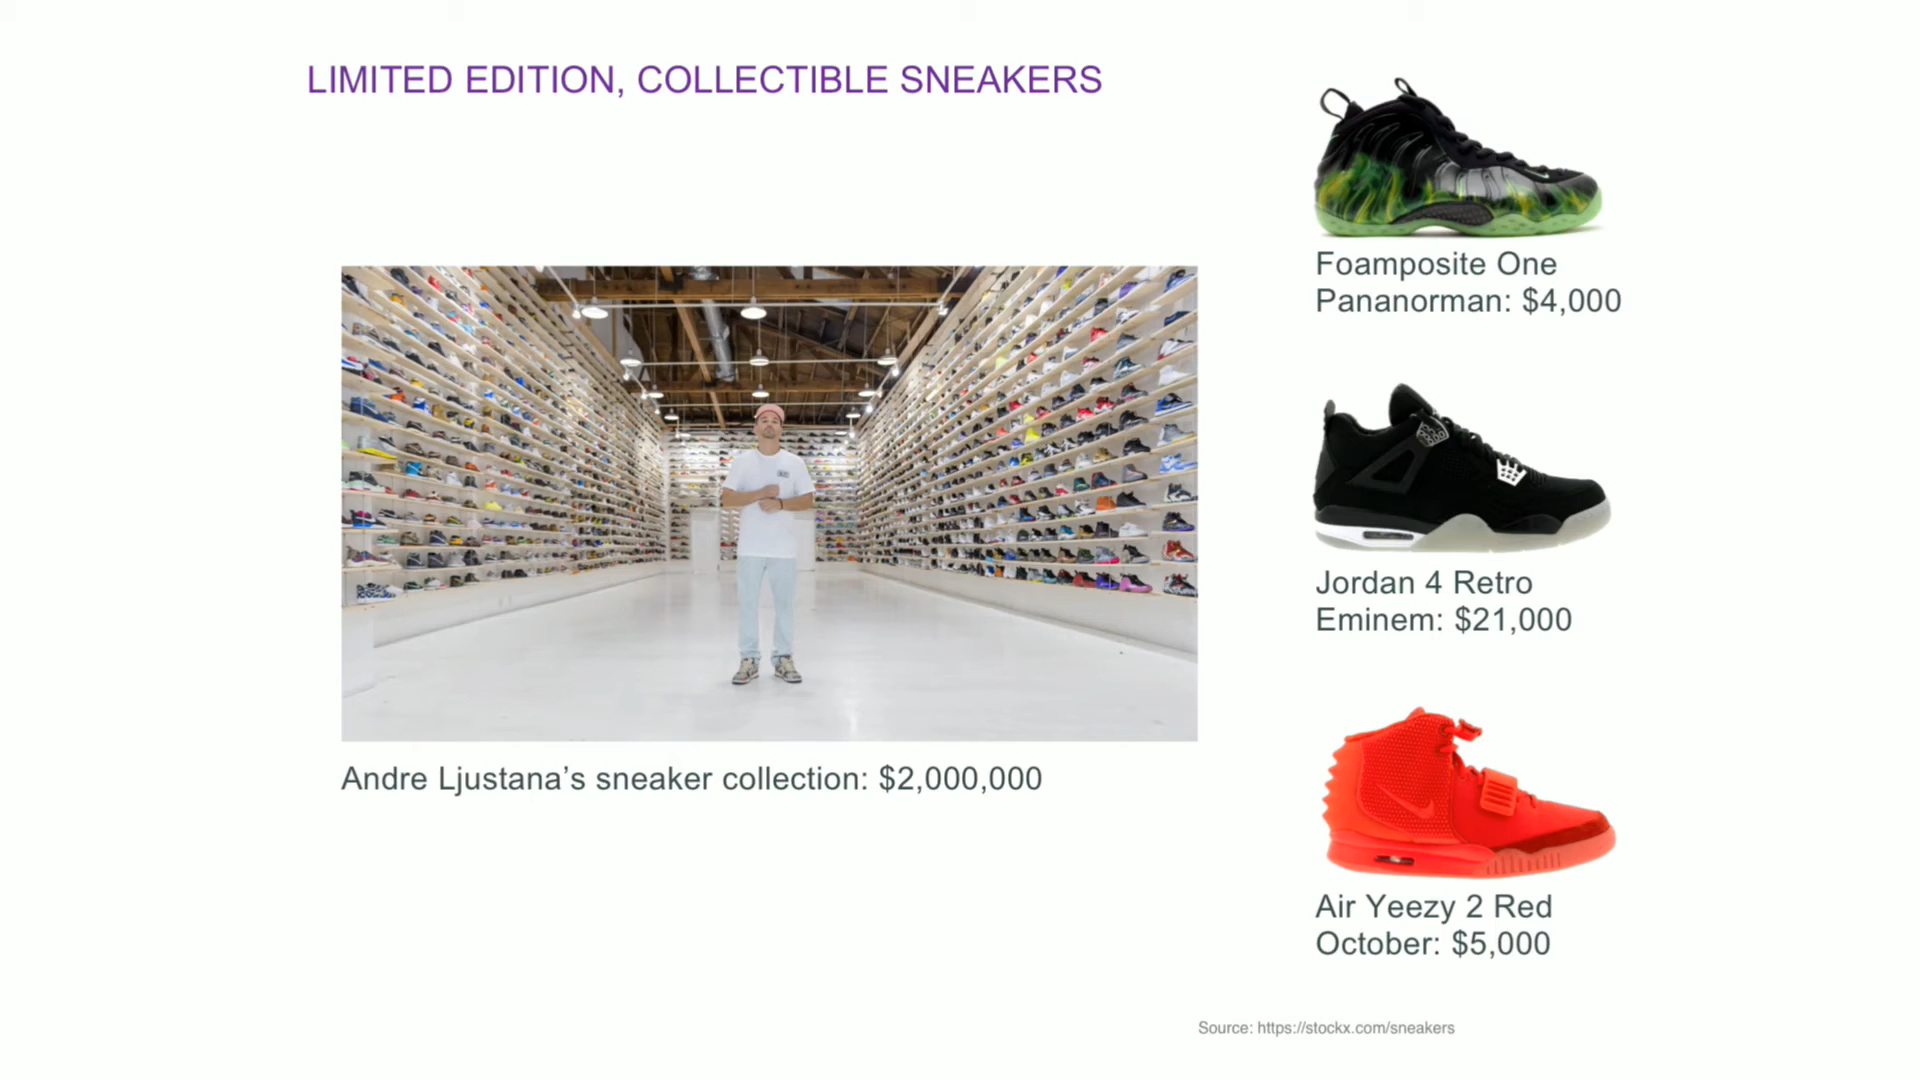 LIMITED EDITION, COLLECTIBLE SNEAKERS
Andre Ljustana’s sneaker collection: $2,000,000
Foamposite One
Pananorman: $4,000
Jordan 4 Retro
Eminem: $21,000
Air Yeezy 2 Red
October: $5,000
Source: https://stockx.com/sneakers